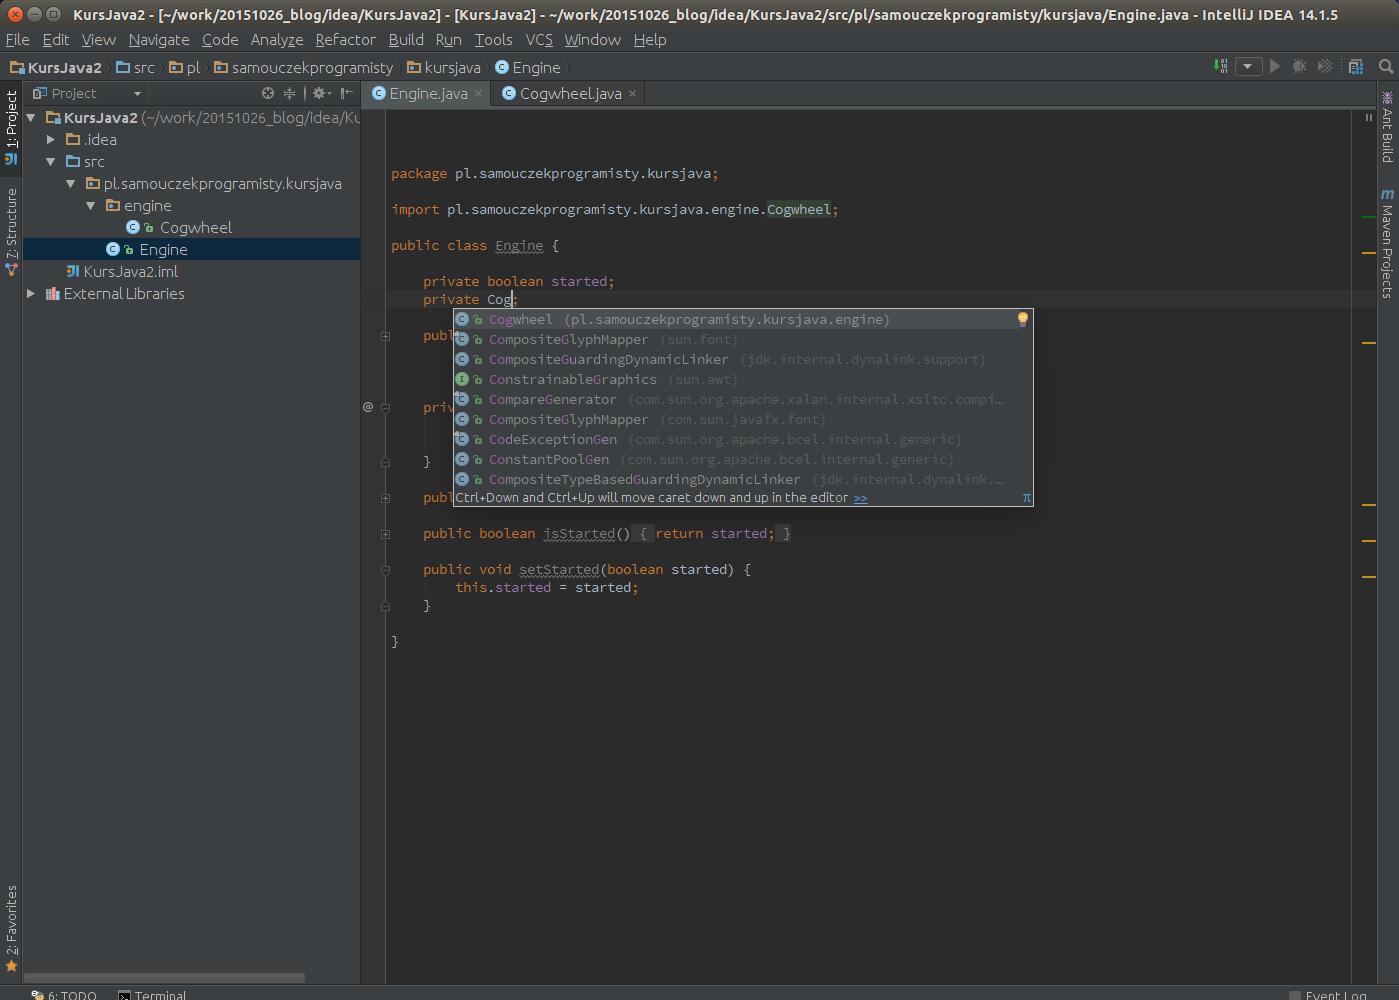 KursJava2 - [~/work/20151026_blog/idea/KursJava2] - [KursJava2] - ~/work/20151026_blog/idea/KursJava2/src/pl/samouczekprogramisty/kursjava/Engine.java - IntelliJ IDEA 14.1.5
File Edit View Navigate Code Analyze Refactor Build Run Tools VCS Window Help
KursJava2 src pl samouczekprogramisty kursjava Engine
Project
Engine.java Cogwheel.java
1: Project
7: Structure
2: Favorites
KursJava2 (~/work/20151026_blog/idea/Ku
.idea
src
pl.samouczekprogramisty.kursjava
engine
Cogwheel
Engine
KursJava2.iml
External Libraries
package pl.samouczekprogramisty.kursjava;
import pl.samouczekprogramisty.kursjava.engine.Cogwheel;
public class Engine {
private boolean started;
private Cog;
Cogwheel (pl.samouczekprogramisty.kursjava.engine)
publ
CompositeGlyphMapper (sun.font)
CompositeGuardingDynamicLinker (jdk.internal.dynalink.support)
ConstrainableGraphics (sun.awt)
CompareGenerator (com.sun.org.apache.xalan.internal.xsltc.compi...
@ priv
CompositeGlyphMapper (com.sun.javafx.font)
CodeExceptionGen (com.sun.org.apache.bcel.internal.generic)
}
ConstantPoolGen (com.sun.org.apache.bcel.internal.generic)
CompositeTypeBasedGuardingDynamicLinker (jdk.internal.dynalink....
publ
Ctrl+Down and Ctrl+Up will move caret down and up in the editor >> π
public boolean isStarted() { return started; }
public void setStarted(boolean started) {
this.started = started;
}
}
Ant Build
m Maven Projects
6: TODO Terminal Event Log